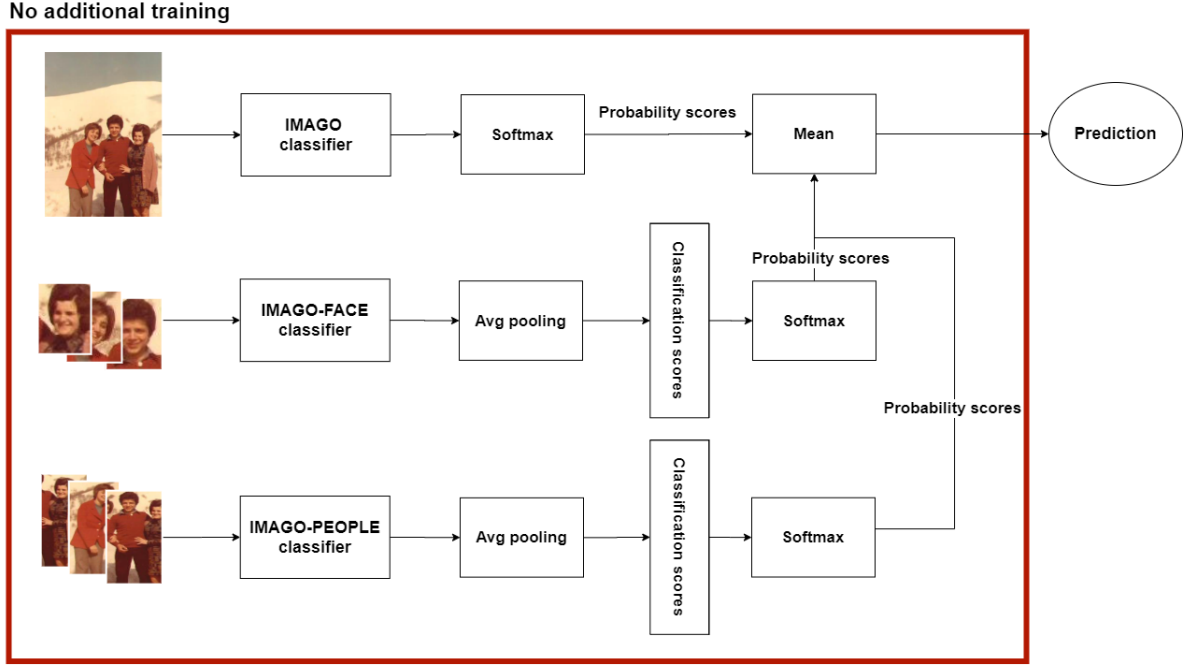 No additional training
IMAGO
classifier
Softmax
Probability scores
Mean
Prediction
IMAGO-FACE
classifier
Avg pooling
Classification scores
Probability scores
Softmax
Probability scores
IMAGO-PEOPLE
classifier
Avg pooling
Classification scores
Softmax